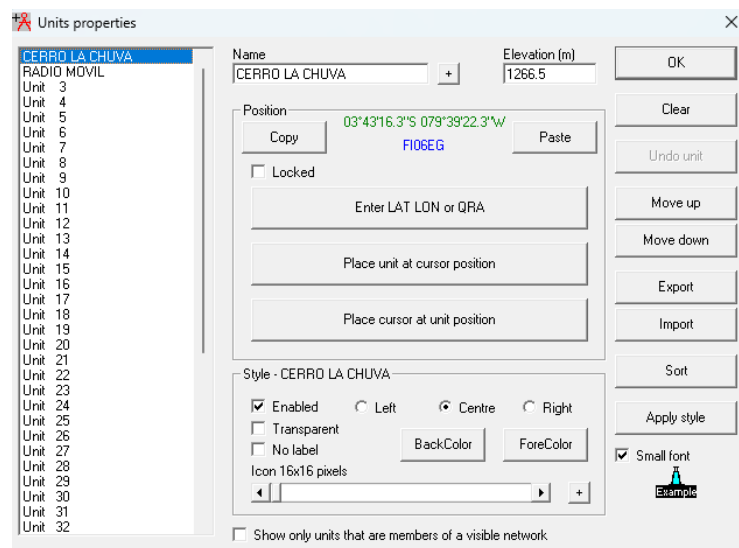 Units properties
CERRO LA CHUVA
RADIO MOVIL
Unit 3
Unit 4
Unit 5
Unit 6
Unit 7
Unit 8
Unit 9
Unit 10
Unit 11
Unit 12
Unit 13
Unit 14
Unit 15
Unit 16
Unit 17
Unit 18
Unit 19
Unit 20
Unit 21
Unit 22
Unit 23
Unit 24
Unit 25
Unit 26
Unit 27
Unit 28
Unit 29
Unit 30
Unit 31
Unit 32
Name
Elevation (m)
CERRO LA CHUVA
+
1266.5
Position
03°43'16.3"S 079°39'22.3"W
Copy
FI06EG
Paste
Locked
Enter LAT LON or QRA
Place unit at cursor position
Place cursor at unit position
Style - CERRO LA CHUVA
Enabled
Left
Centre
Right
Transparent
No label
BackColor
ForeColor
Icon 16x16 pixels
+
Show only units that are members of a visible network
OK
Clear
Undo unit
Move up
Move down
Export
Import
Sort
Apply style
Small font
Example